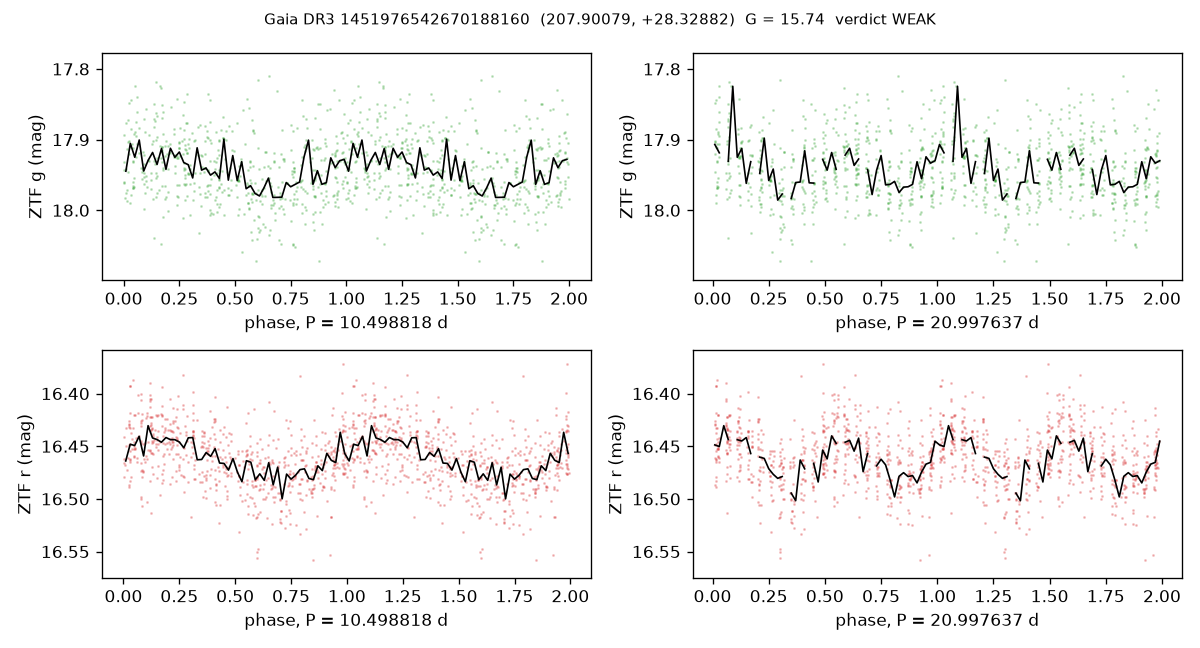 Gaia DR3 1451976542670188160 (207.90079, +28.32882) G = 15.74 verdict WEAK
17.8
17.9
18.0
ZTF g (mag)
0.00 0.25 0.50 0.75 1.00 1.25 1.50 1.75 2.00
phase, P = 10.498818 d
17.8
17.9
18.0
ZTF g (mag)
0.00 0.25 0.50 0.75 1.00 1.25 1.50 1.75 2.00
phase, P = 20.997637 d
16.40
16.45
16.50
16.55
ZTF r (mag)
0.00 0.25 0.50 0.75 1.00 1.25 1.50 1.75 2.00
phase, P = 10.498818 d
16.40
16.45
16.50
16.55
ZTF r (mag)
0.00 0.25 0.50 0.75 1.00 1.25 1.50 1.75 2.00
phase, P = 20.997637 d